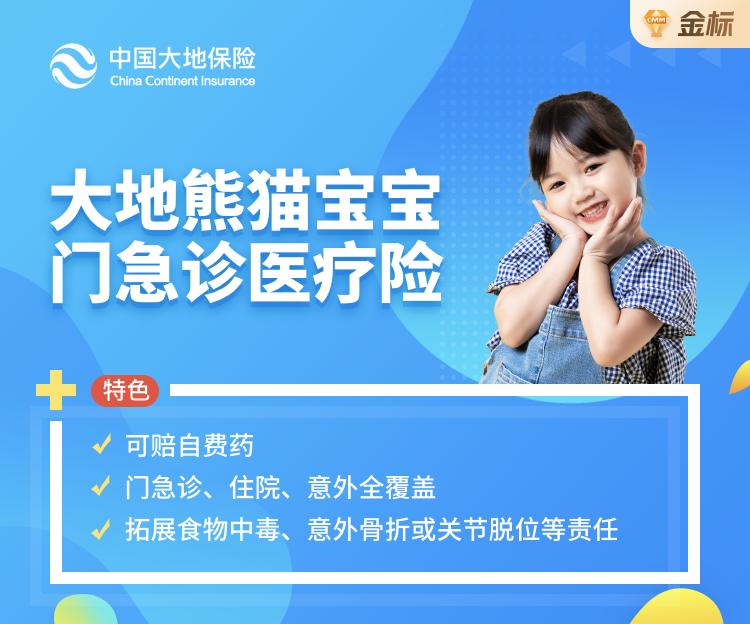 CMM 金标
中国大地保险
China Continent Insurance
大地熊猫宝宝
门急诊医疗险
特色
可赔自费药
门急诊、住院、意外全覆盖
拓展食物中毒、意外骨折或关节脱位等责任